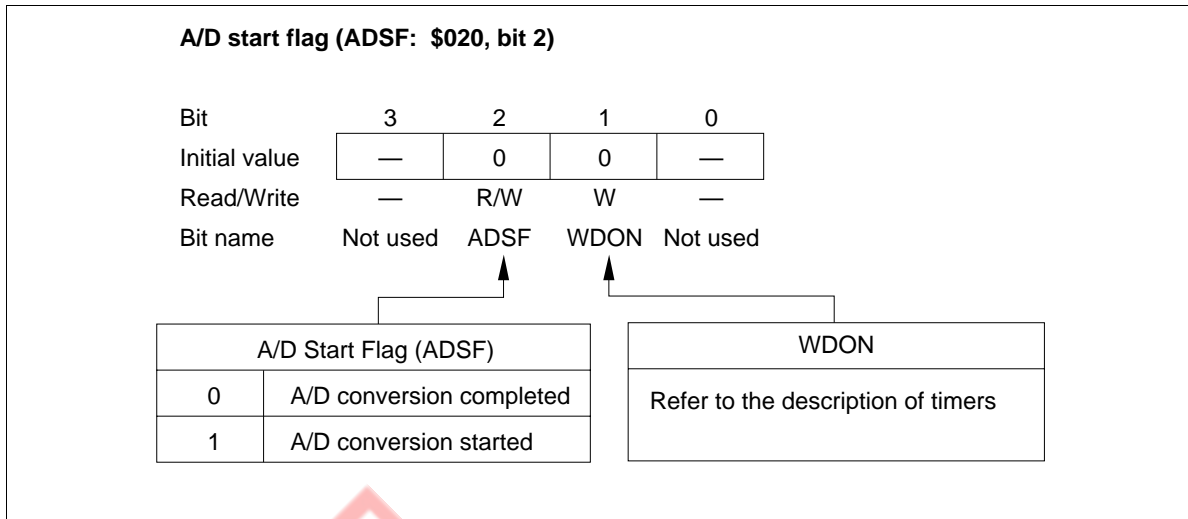 A/D start flag (ADSF: $020, bit 2)
Bit 3 2 1 0
Initial value — 0 0 —
Read/Write — R/W W —
Bit name Not used ADSF WDON Not used
A/D Start Flag (ADSF)
0 A/D conversion completed
1 A/D conversion started
WDON
Refer to the description of timers